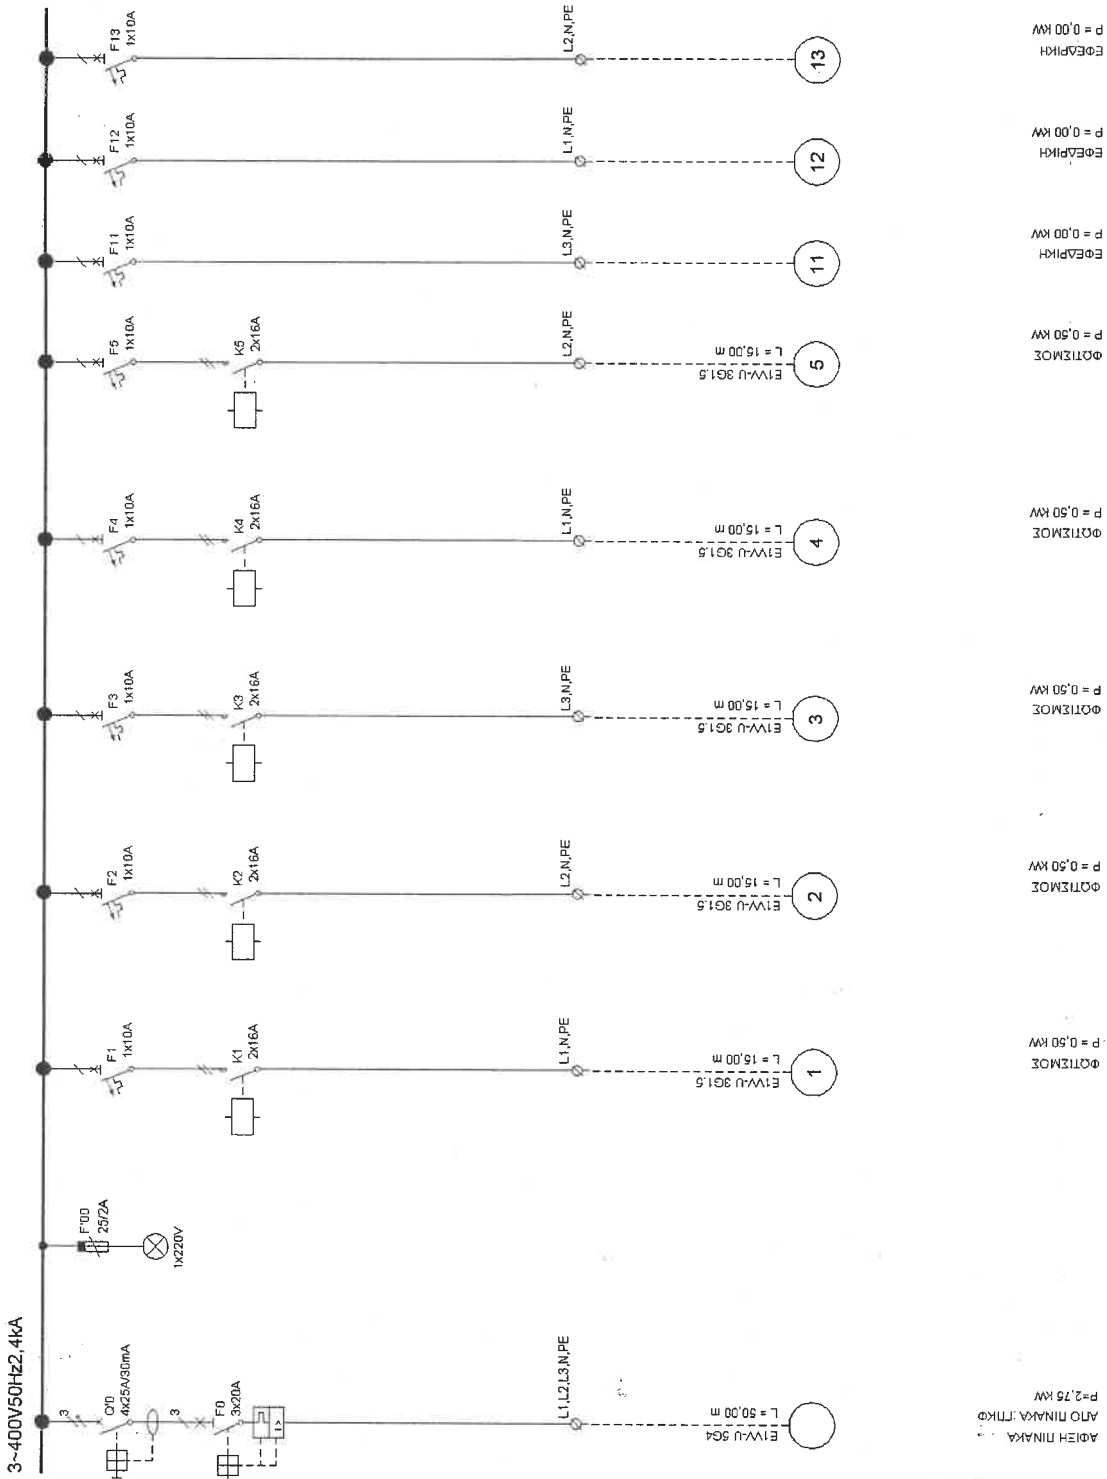 3~400V50Hz2,4kA
3
Q'0
4x25A/30mA
3
F0
3x20A
L1,L2,L3,N,PE
E1VV-U 5G4
L = 50,00 m
ΑΦΙΞΗ ΠΙΝΑΚΑ
ΑΠΟ ΠΙΝΑΚΑ: ΓΠΚΦ
P=2,75 KW
F'00
25/2A
1x220V
F1
1x10A
K1
2x16A
L1,N,PE
E1VV-U 3G1.5
L = 15,00 m
1
ΦΩΤΙΣΜΟΣ
P = 0,50 KW
F2
1x10A
K2
2x16A
L2,N,PE
E1VV-U 3G1.5
L = 15,00 m
2
ΦΩΤΙΣΜΟΣ
P = 0,50 KW
F3
1x10A
K3
2x16A
L3,N,PE
E1VV-U 3G1.5
L = 15,00 m
3
ΦΩΤΙΣΜΟΣ
P = 0,50 KW
F4
1x10A
K4
2x16A
L1,N,PE
E1VV-U 3G1.5
L = 15,00 m
4
ΦΩΤΙΣΜΟΣ
P = 0,50 KW
F5
1x10A
K5
2x16A
L2,N,PE
E1VV-U 3G1.5
L = 15,00 m
5
ΦΩΤΙΣΜΟΣ
P = 0,50 KW
F11
1x10A
L3,N,PE
11
ΕΦΕΔΡΙΚΗ
P = 0,00 KW
F12
1x10A
L1,N,PE
12
ΕΦΕΔΡΙΚΗ
P = 0,00 KW
F13
1x10A
L2,N,PE
13
ΕΦΕΔΡΙΚΗ
P = 0,00 KW